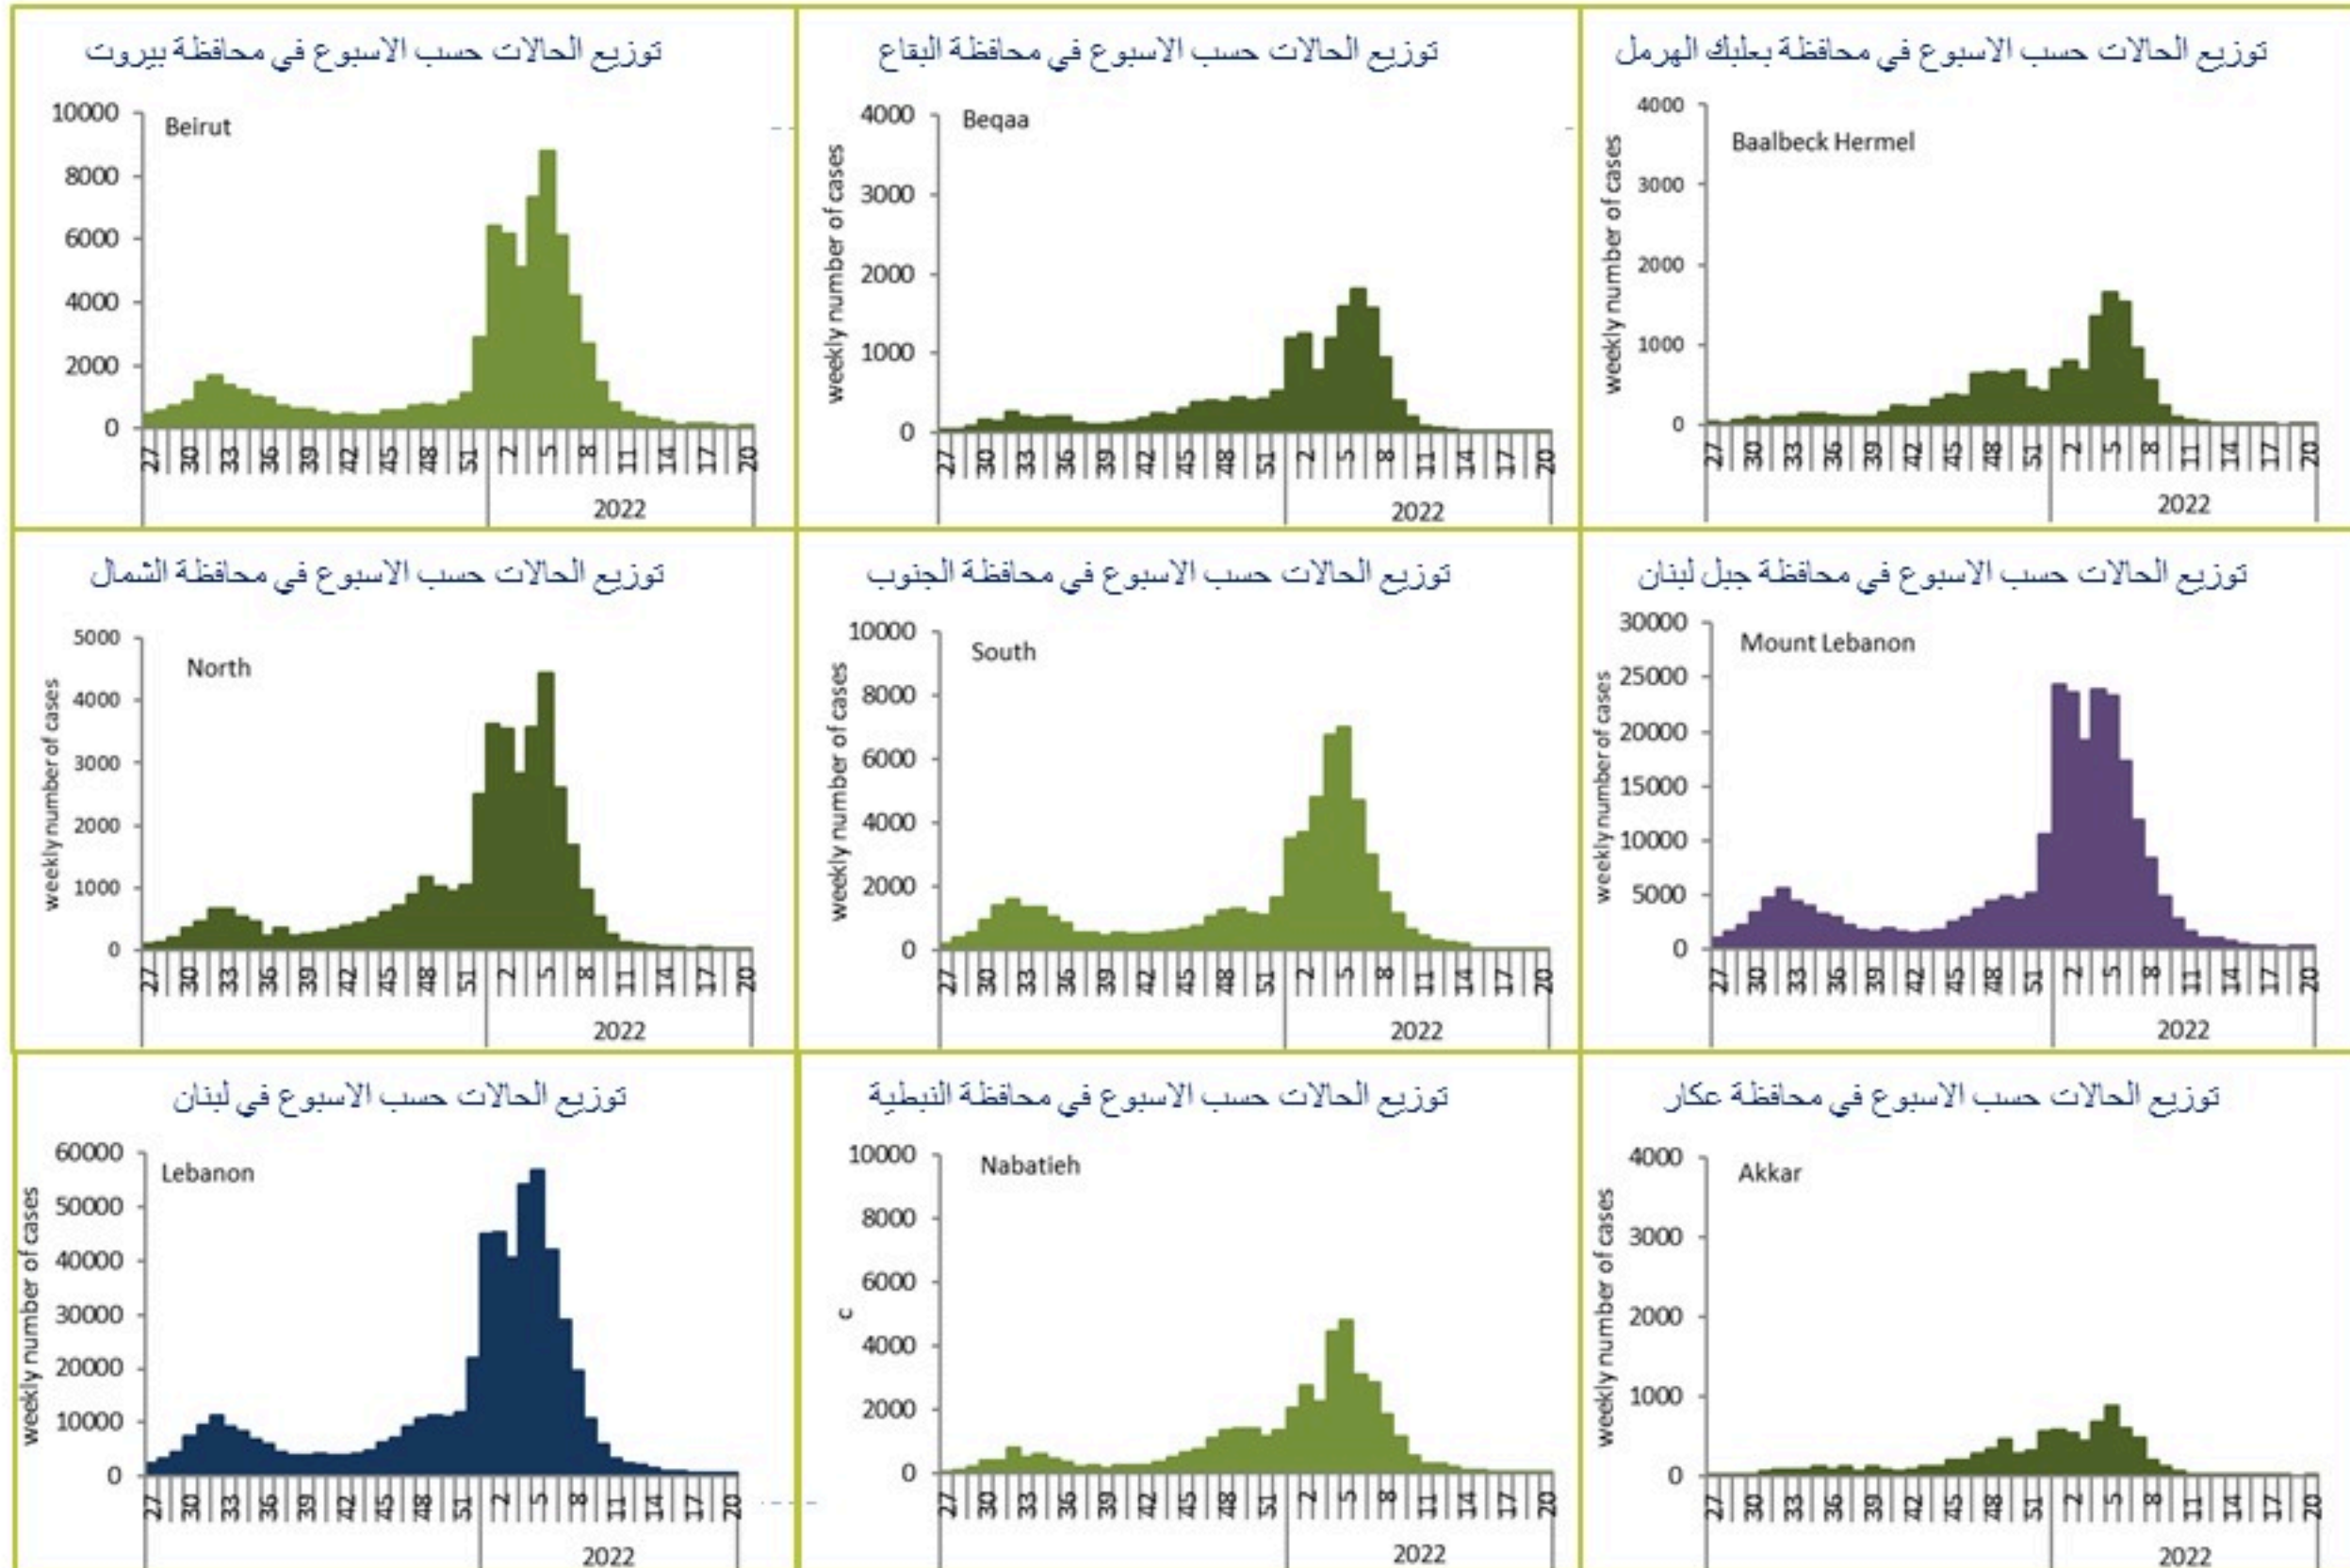 توزيع الحالات حسب الاسبوع في محافظة بيروت
Beirut
10000
8000
6000
4000
2000
0
27 30 33 36 39 42 45 48 51 2 5 8 11 14 17 20
2022
توزيع الحالات حسب الاسبوع في محافظة البقاع
Beqaa
weekly number of cases
4000
3000
2000
1000
0
27 30 33 36 39 42 45 48 51 2 5 8 11 14 17 20
2022
توزيع الحالات حسب الاسبوع في محافظة بعلبك الهرمل
Baalbeck Hermel
weekly number of cases
4000
3000
2000
1000
0
27 30 33 36 39 42 45 48 51 2 5 8 11 14 17 20
2022
توزيع الحالات حسب الاسبوع في محافظة الشمال
North
weekly number of cases
5000
4000
3000
2000
1000
0
27 30 33 36 39 42 45 48 51 2 5 8 11 14 17 20
2022
توزيع الحالات حسب الاسبوع في محافظة الجنوب
South
weekly number of cases
10000
8000
6000
4000
2000
0
27 30 33 36 39 42 45 48 51 2 5 8 11 14 17 20
2022
توزيع الحالات حسب الاسبوع في محافظة جبل لبنان
Mount Lebanon
weekly number of cases
30000
25000
20000
15000
10000
5000
0
27 30 33 36 39 42 45 48 51 2 5 8 11 14 17 20
2022
توزيع الحالات حسب الاسبوع في لبنان
Lebanon
weekly number of cases
60000
50000
40000
30000
20000
10000
0
27 30 33 36 39 42 45 48 51 2 5 8 11 14 17 20
2022
توزيع الحالات حسب الاسبوع في محافظة النبطية
Nabatieh
c
10000
8000
6000
4000
2000
0
27 30 33 36 39 42 45 48 51 2 5 8 11 14 17 20
2022
توزيع الحالات حسب الاسبوع في محافظة عكار
Akkar
weekly number of cases
4000
3000
2000
1000
0
27 30 33 36 39 42 45 48 51 2 5 8 11 14 17 20
2022